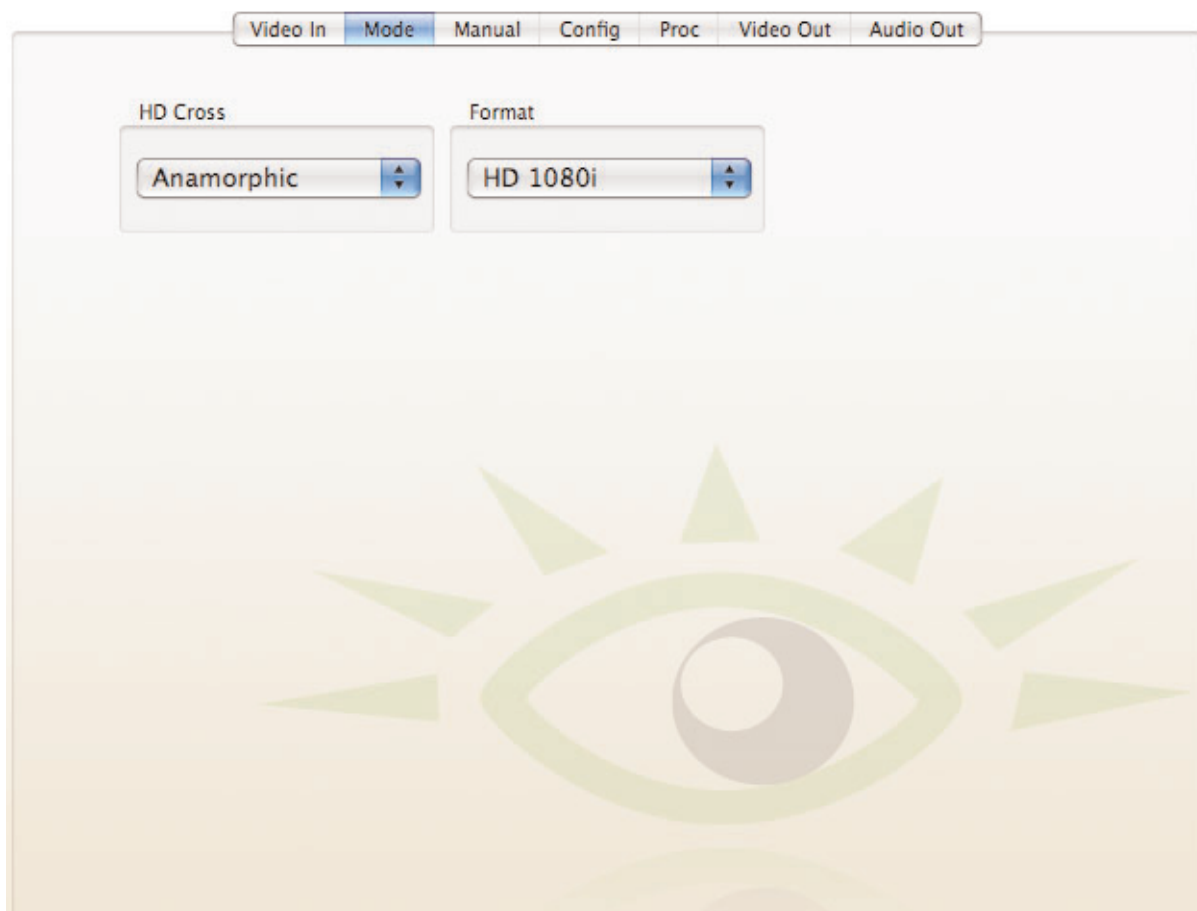 Video In Mode Manual Config Proc Video Out Audio Out
HD Cross Format
Anamorphic HD 1080i